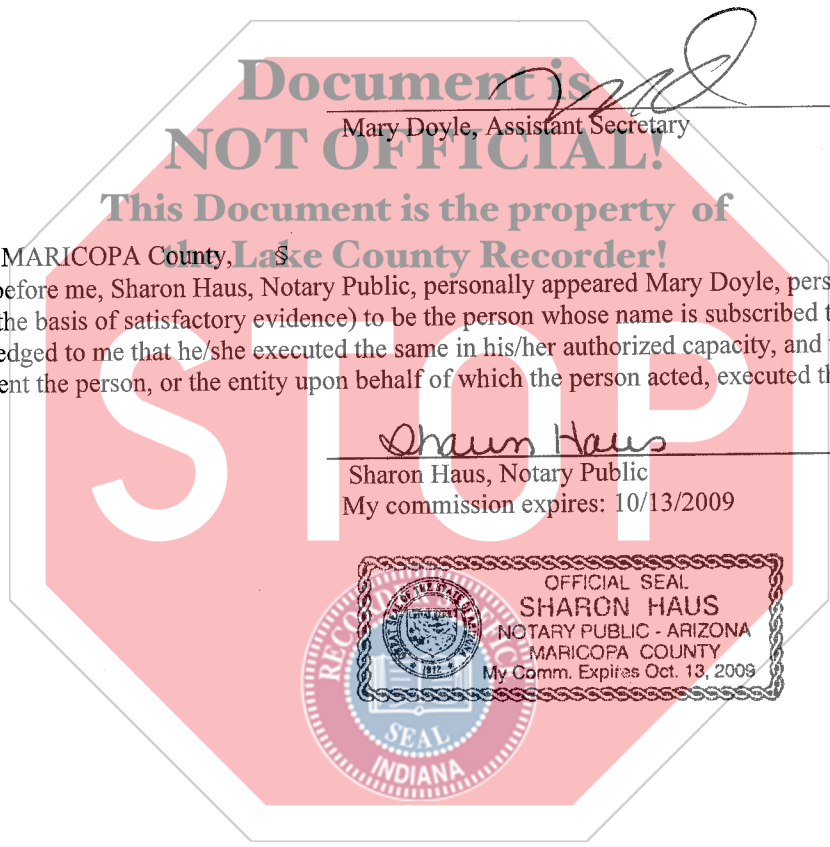 Document is
Mary Doyle, Assistant Secretary
NOT OFFICIAL!
This Document is the property of
the Lake County Recorder!
MARICOPA County, §
before me, Sharon Haus, Notary Public, personally appeared Mary Doyle, pers
the basis of satisfactory evidence) to be the person whose name is subscribed t
edged to me that he/she executed the same in his/her authorized capacity, and
ent the person, or the entity upon behalf of which the person acted, executed th
STOP
Sharon Haus
Sharon Haus, Notary Public
My commission expires: 10/13/2009
OFFICIAL SEAL
SHARON HAUS
NOTARY PUBLIC - ARIZONA
MARICOPA COUNTY
My Comm. Expires Oct. 13, 2009
1912
SEAL
INDIANA